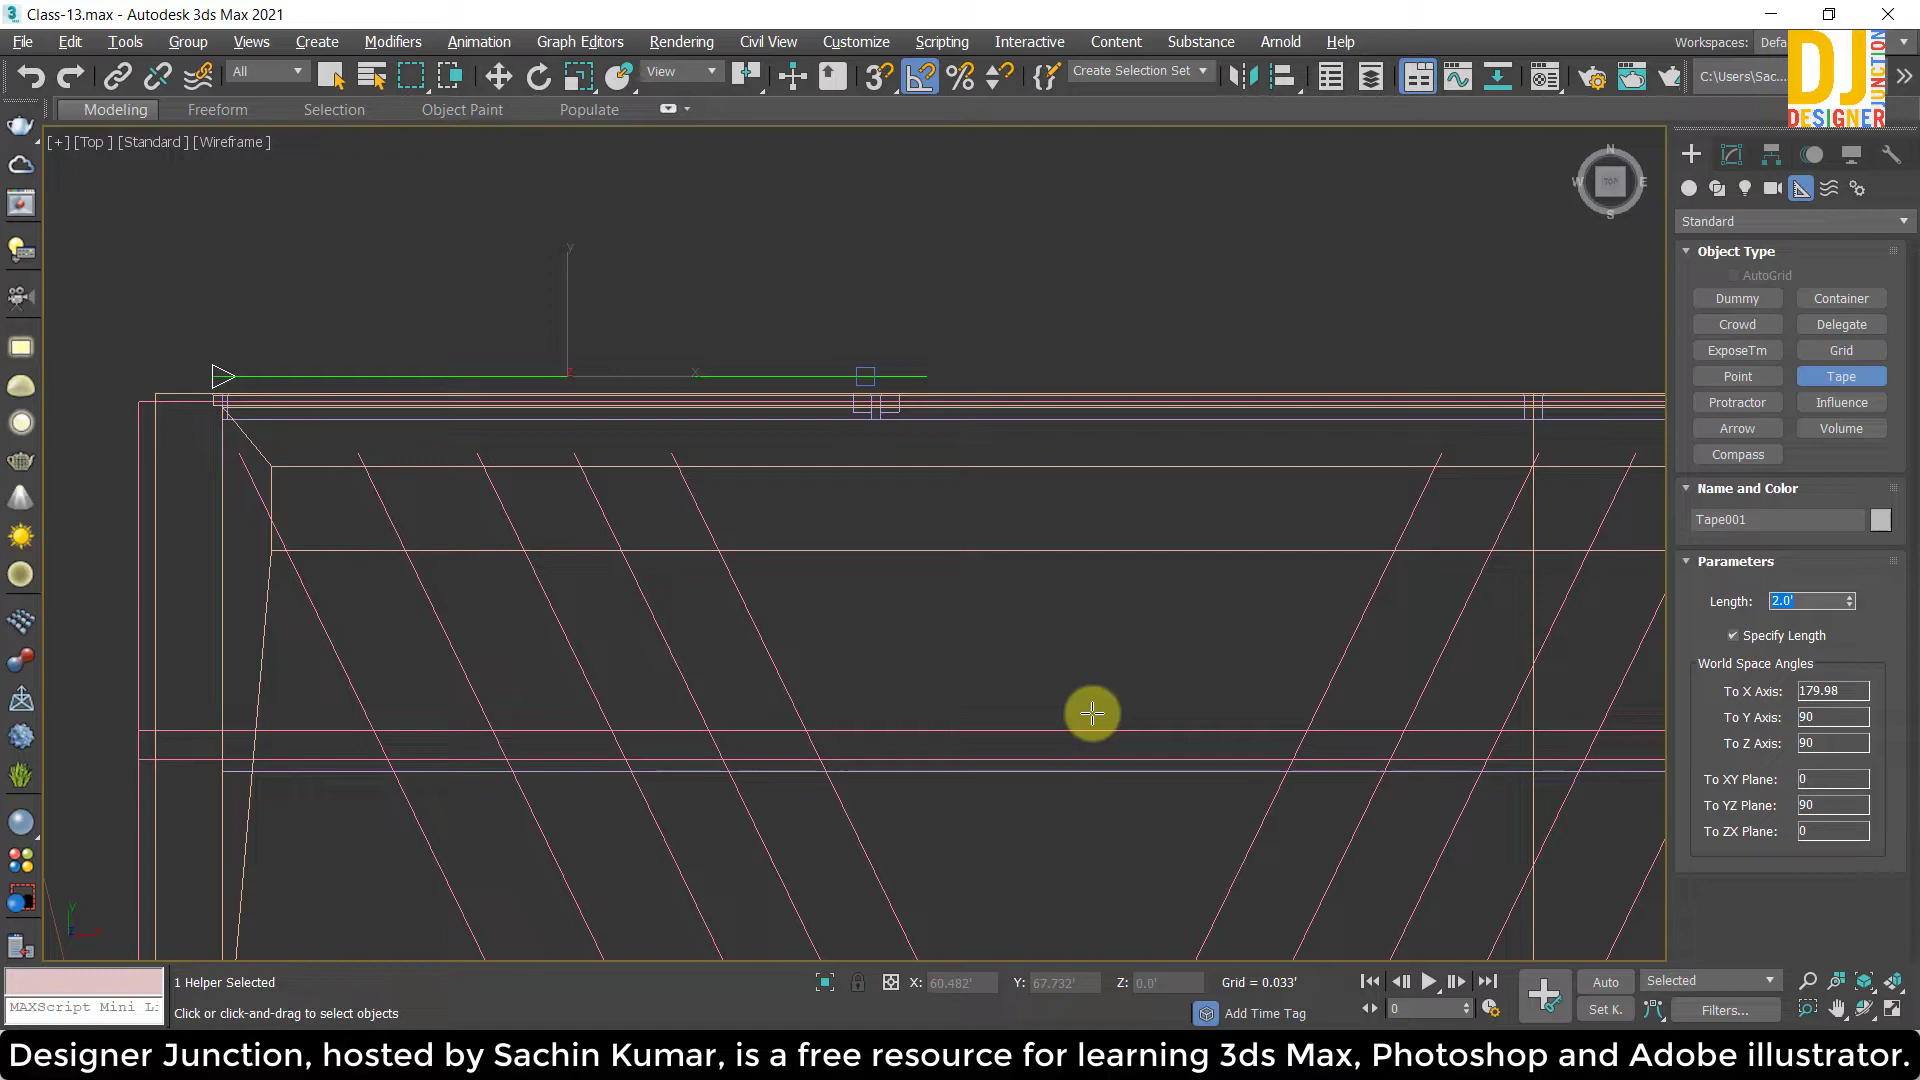 Class-13.max - Autodesk 3ds Max 2021
File Edit Tools Group Views Create Modifiers Animation Graph Editors Rendering Civil View Customize Scripting Interactive Content Substance Arnold Help
Workspaces: Defa
All View Create Selection Set C:\Users\Sac...
DJ JUNCTION
DESIGNER
Modeling Freeform Selection Object Paint Populate
[+] [Top ] [Standard ] [Wireframe ]
N
W TOP E
S
y
z x
y
z x
Standard
Object Type
AutoGrid
Dummy Container
Crowd Delegate
ExposeTm Grid
Point Tape
Protractor Influence
Arrow Volume
Compass
Name and Color
Tape001
Parameters
Length: 2.0'
Specify Length
World Space Angles
To X Axis: 179.98
To Y Axis: 90
To Z Axis: 90
To XY Plane: 0
To YZ Plane: 90
To ZX Plane: 0
1 Helper Selected
X: 60.482' Y: 67.732' Z: 0.0' Grid = 0.033'
Auto Selected
MAXScript Mini Li
Click or click-and-drag to select objects
Add Time Tag
0
Set K. Filters...
Designer Junction, hosted by Sachin Kumar, is a free resource for learning 3ds Max, Photoshop and Adobe illustrator.